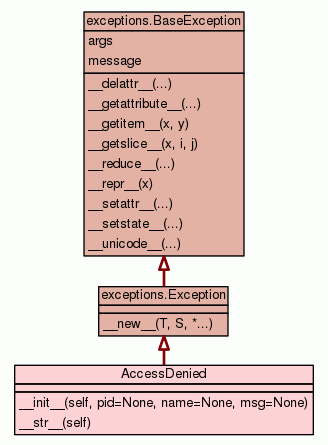 exceptions.BaseException
args
message
__delattr__(...)
__getattribute__(...)
__getitem__(x, y)
__getslice__(x, i, j)
__reduce__(...)
__repr__(x)
__setattr__(...)
__setstate__(...)
__unicode__(...)
exceptions.Exception
__new__(T, S, *...)
AccessDenied
__init__(self, pid=None, name=None, msg=None)
__str__(self)